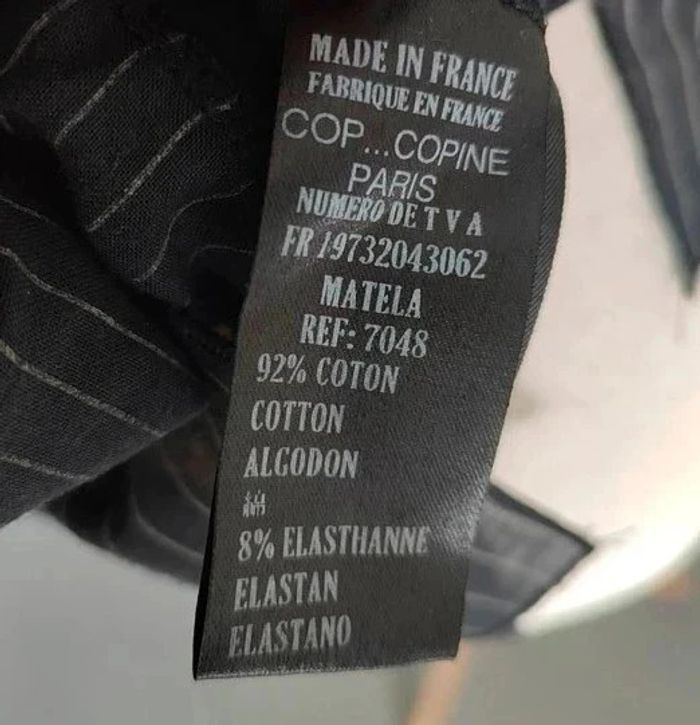 MADE IN FRANCE
FABRIQUE EN FRANCE
COP...COPINE
PARIS
NUMERO DE T V A
FR 19732043062
MATELA
REF: 7048
92% COTON
COTTON
ALGODON
8% ELASTHANNE
ELASTAN
ELASTANO